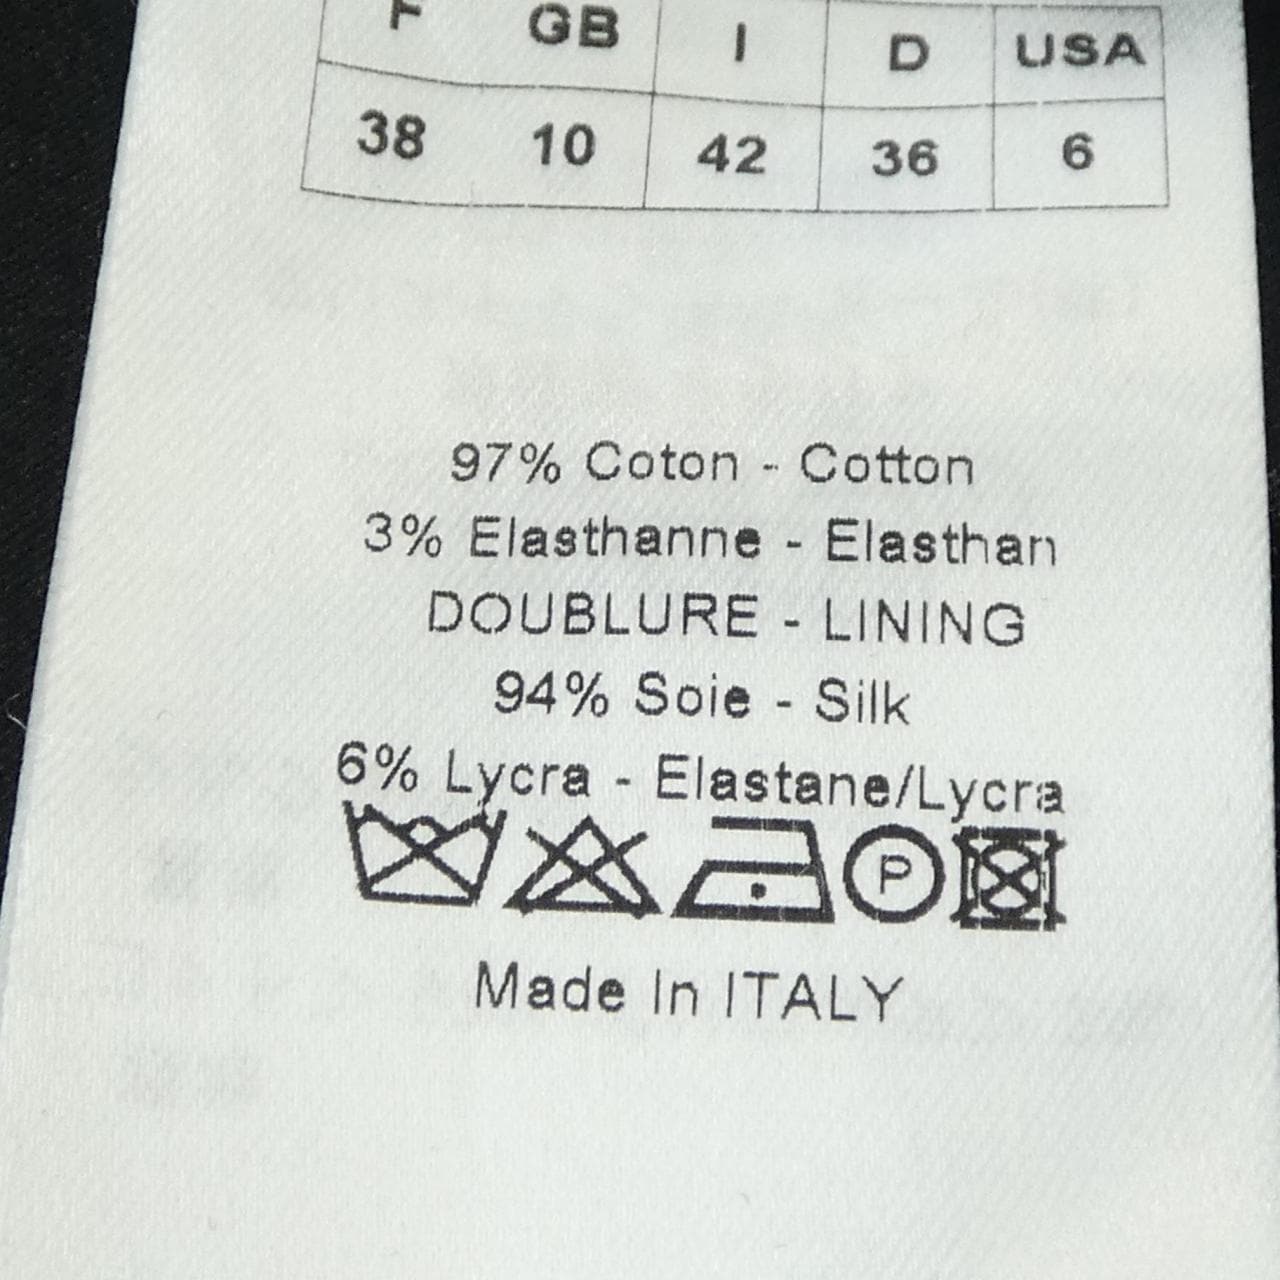 F GB I D USA
38 10 42 36 6
97% Coton - Cotton
3% Elasthanne - Elasthan
DOUBLURE - LINING
94% Soie - Silk
6% Lycra - Elastane/Lycra
P
Made In ITALY